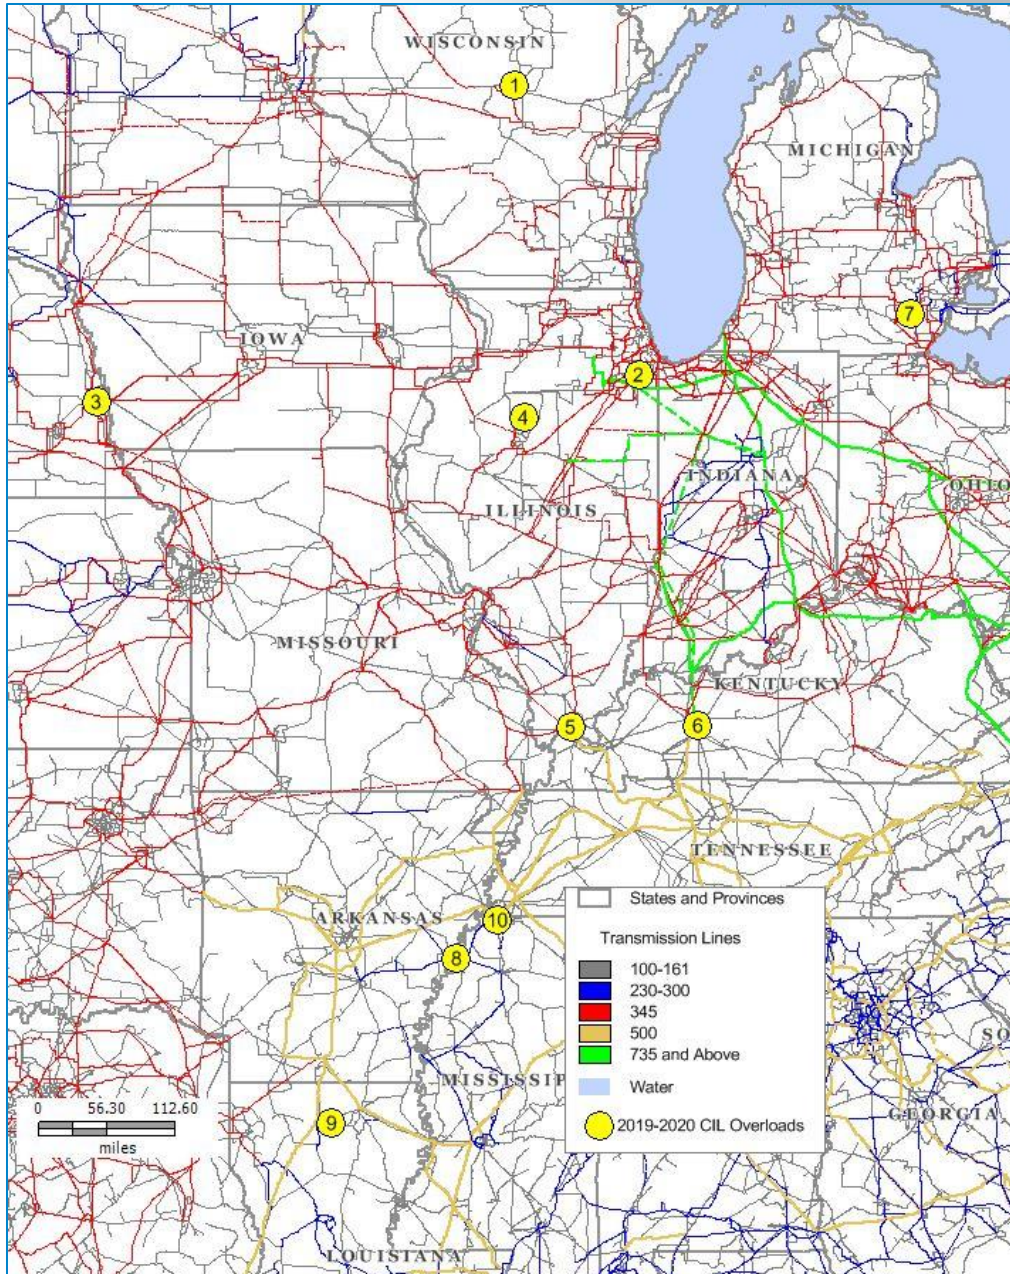 WISCONSIN
1
MICHIGAN
7
IOWA
2
3
4
INDIANA
OHIO
ILLINOIS
MISSOURI
KENTUCKY
5
6
TENNESSEE
States and Provinces
ARKANSAS
10
Transmission Lines
8
100-161
230-300
345
500
SO
735 and Above
MISSISSIP
Water
0 56.30 112.60
miles
9
2019-2020 CIL Overloads
GEORGIA
LOUISIANA